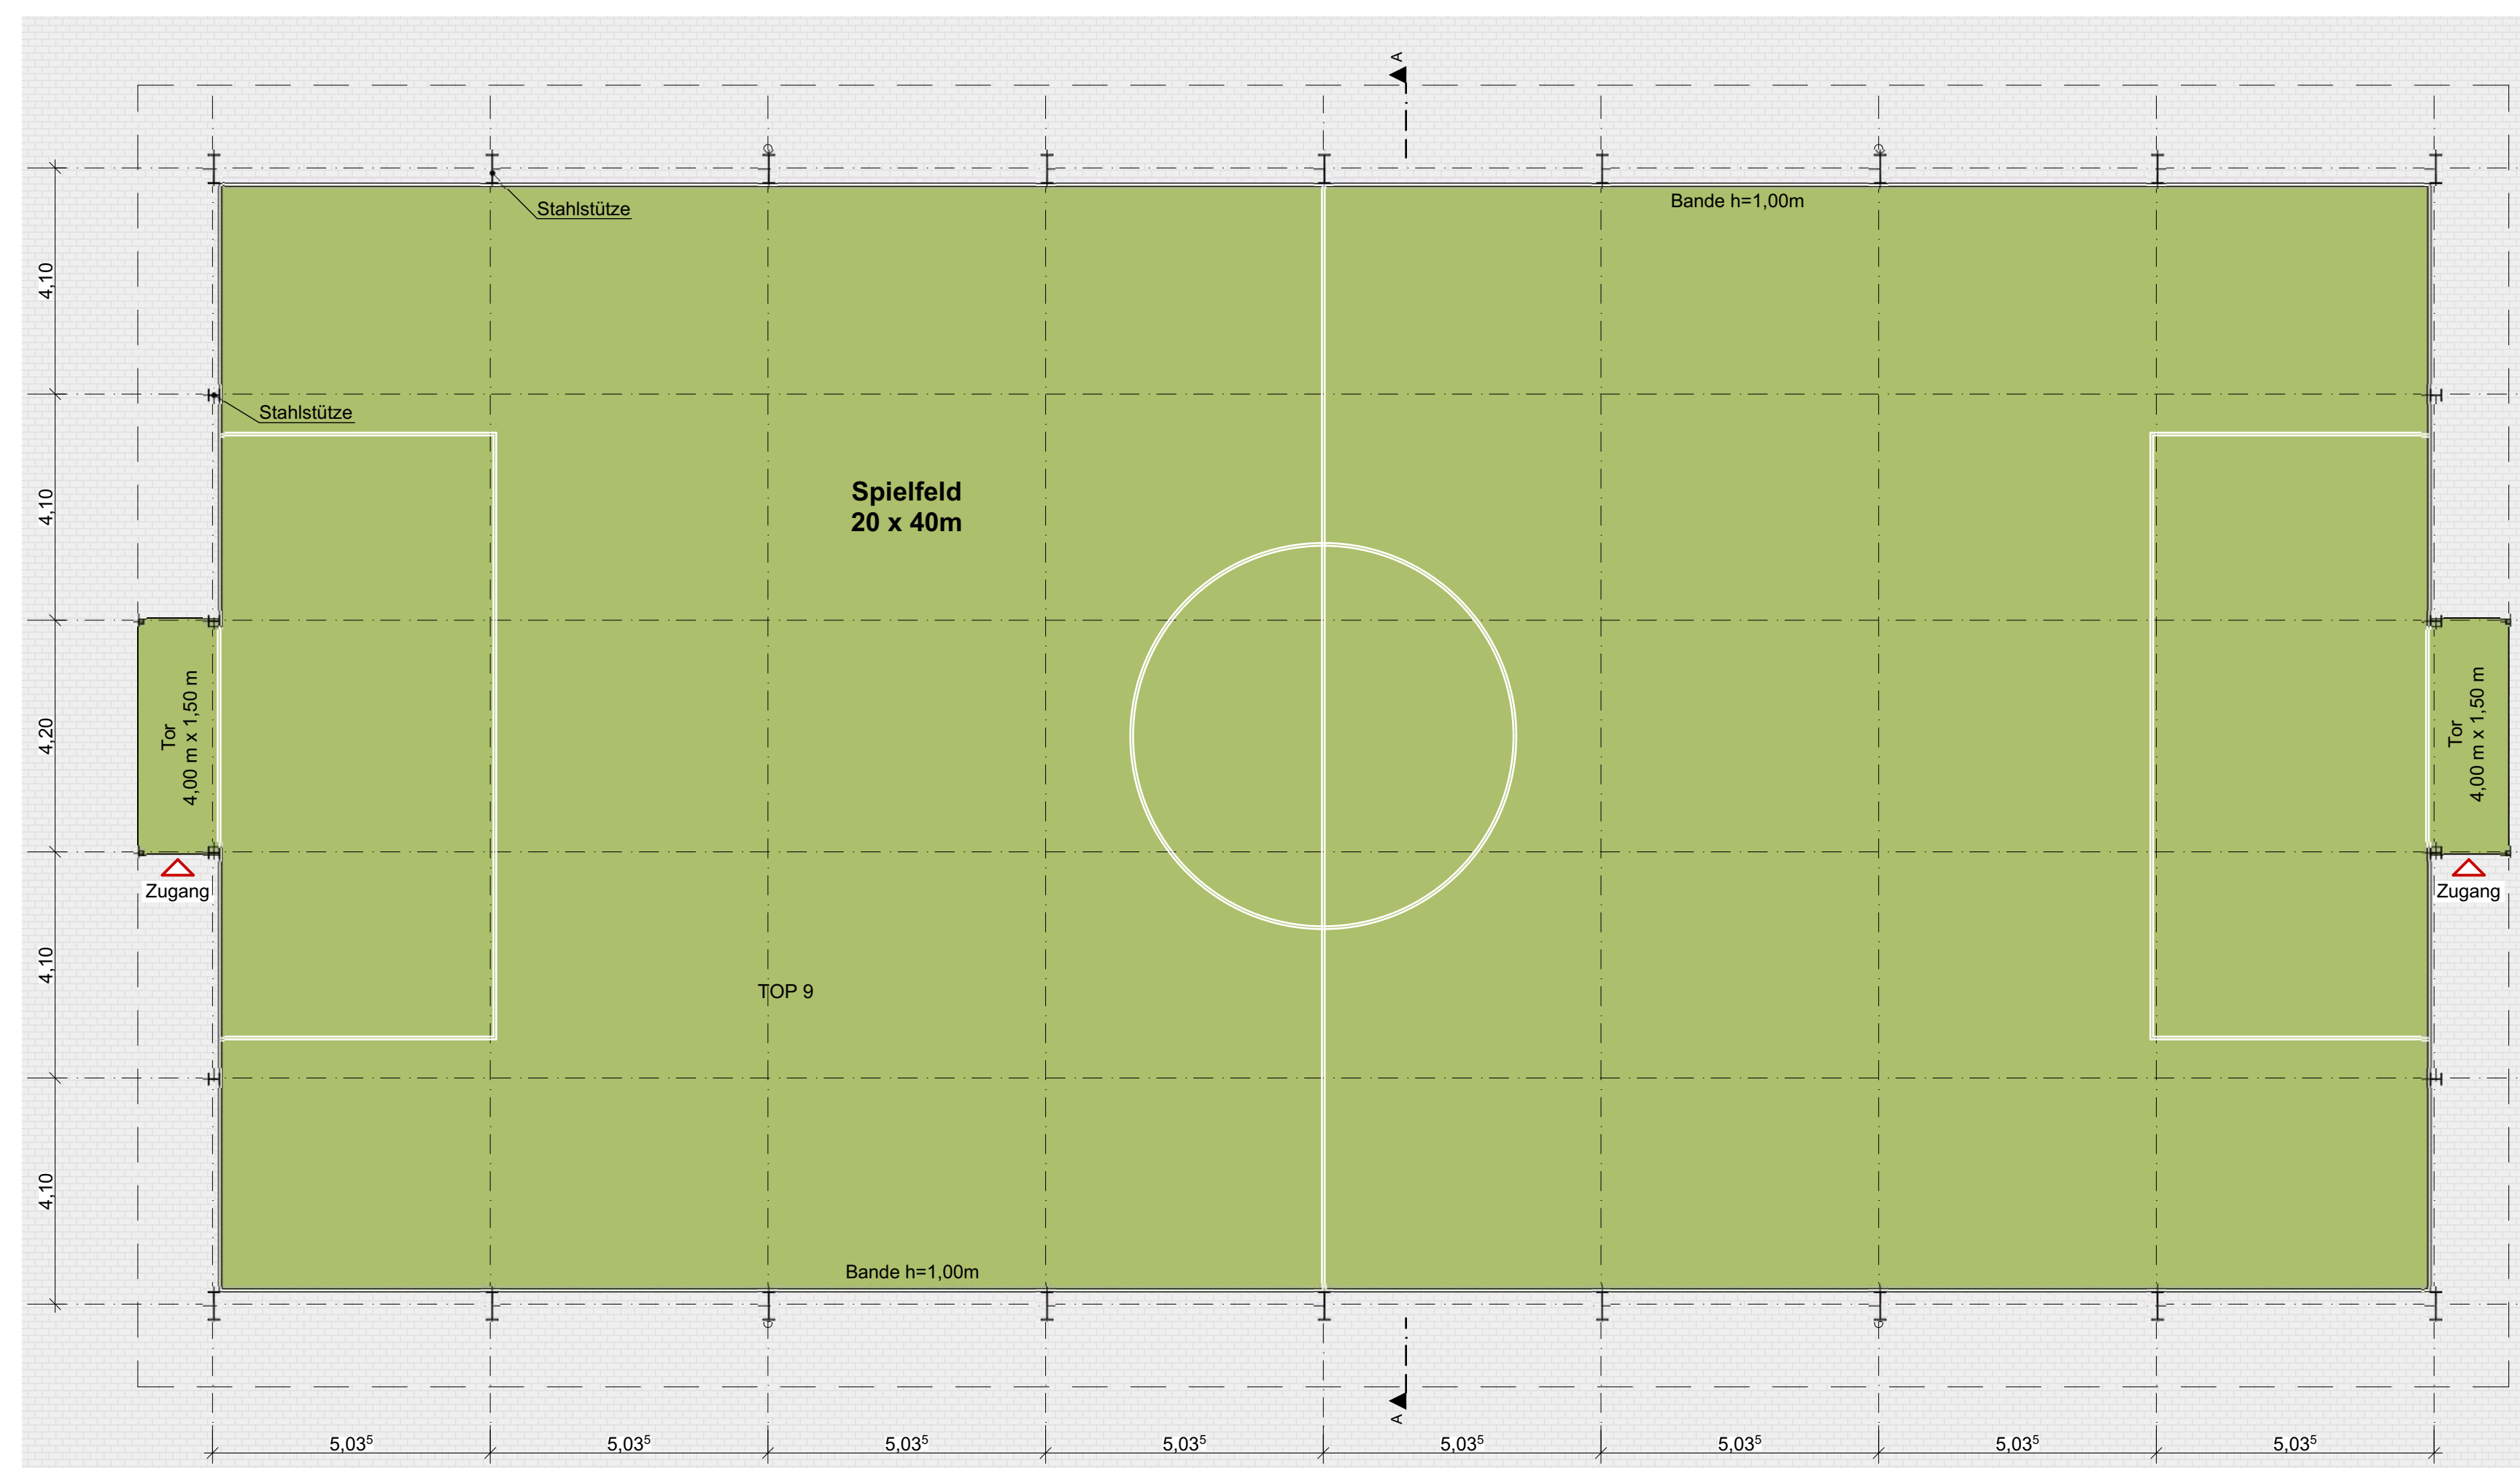 A
Stahlstütze
Bande h=1,00m
4,10
Stahlstütze
4,10
Spielfeld
20 x 40m
4,20
Tor
4,00 m x 1,50 m
Tor
4,00 m x 1,50 m
Zugang
Zugang
4,10
TOP 9
4,10
Bande h=1,00m
A
5,03⁵
5,03⁵
5,03⁵
5,03⁵
5,03⁵
5,03⁵
5,03⁵
5,03⁵